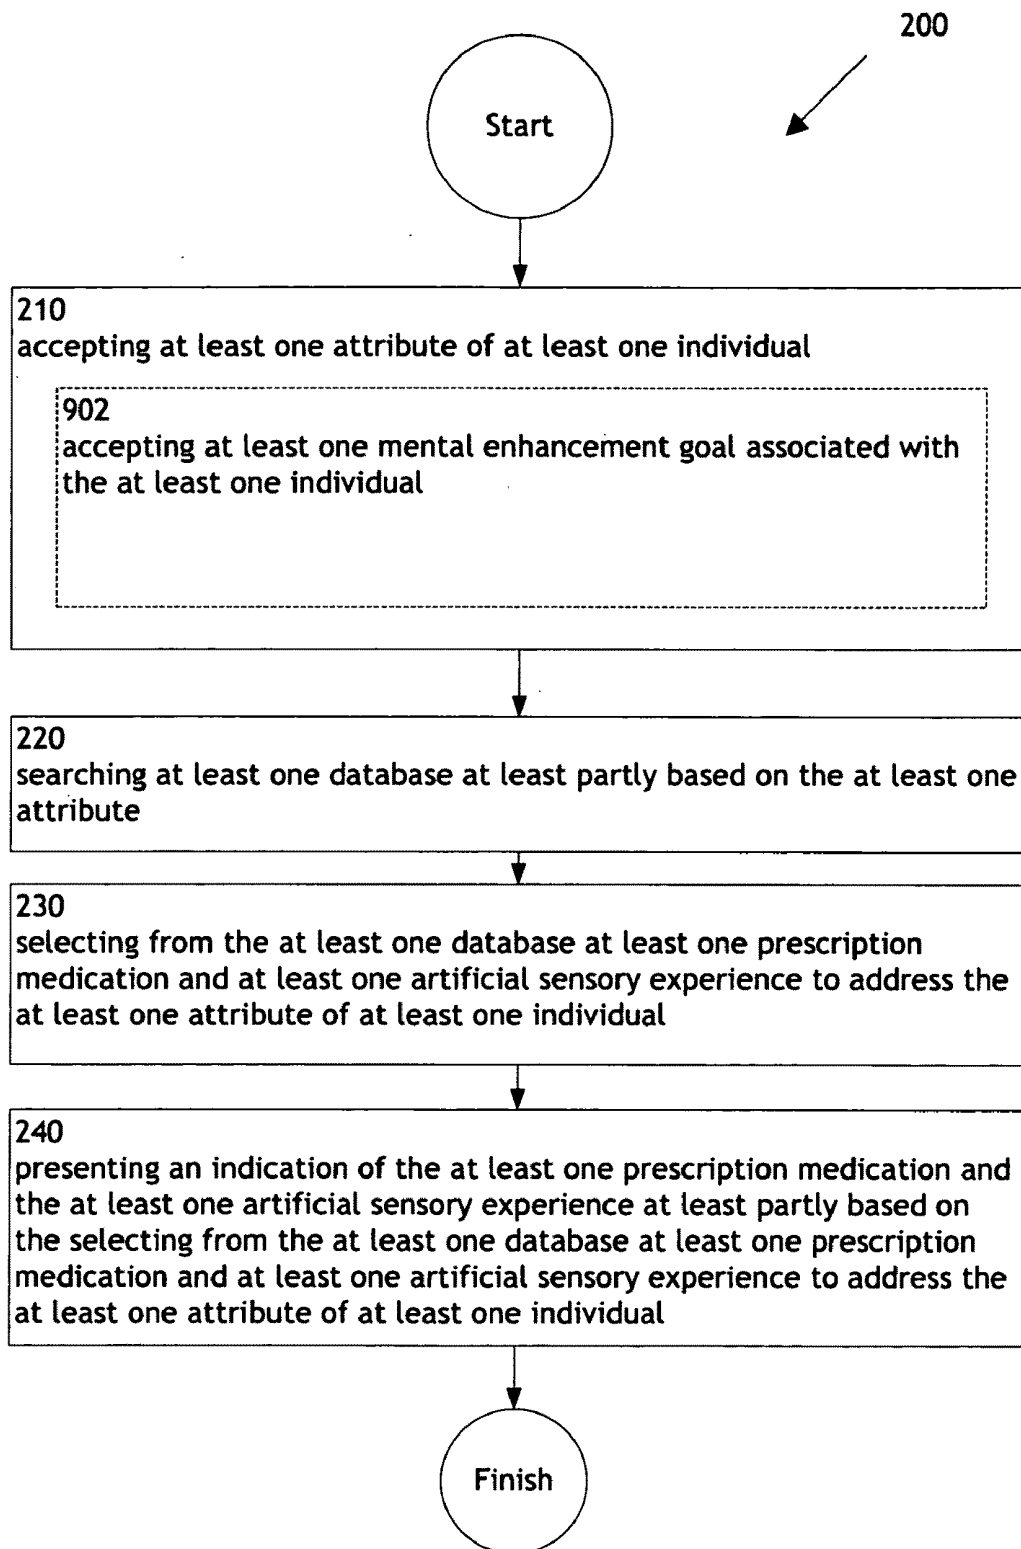 200
Start
210
accepting at least one attribute of at least one individual
902
accepting at least one mental enhancement goal associated with
the at least one individual
220
searching at least one database at least partly based on the at least one
attribute
230
selecting from the at least one database at least one prescription
medication and at least one artificial sensory experience to address the
at least one attribute of at least one individual
240
presenting an indication of the at least one prescription medication and
the at least one artificial sensory experience at least partly based on
the selecting from the at least one database at least one prescription
medication and at least one artificial sensory experience to address the
at least one attribute of at least one individual
Finish